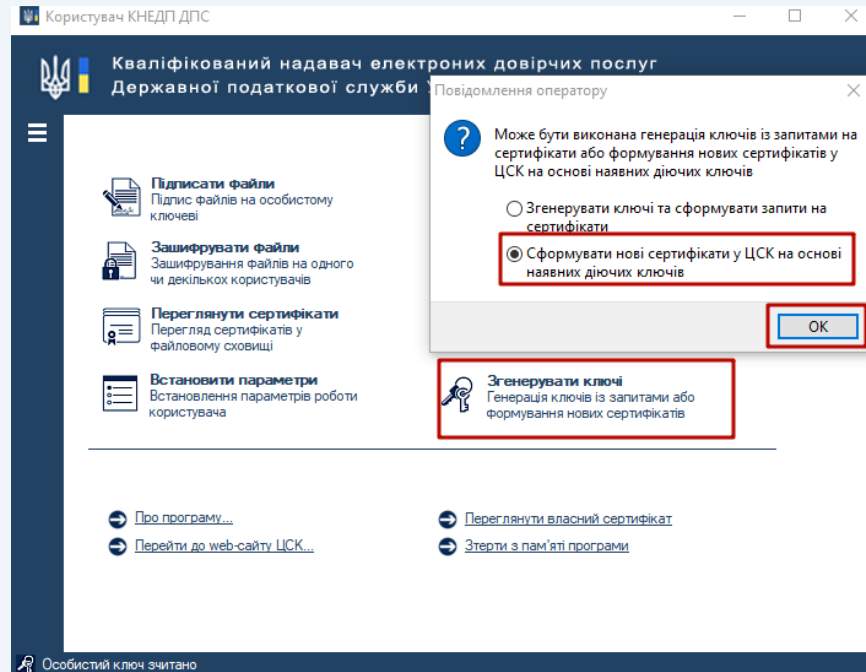 Користувач КНЕДП ДПС
Кваліфікований надавач електроних довірчих послуг
Державної податкової служби
Повідомлення оператору
Може бути виконана генерація ключів із запитами на
сертифікати або формування нових сертифікатів у
ЦСК на основі наявних діючих ключів
Згенерувати ключі та сформувати запити на
сертифікати
Сформувати нові сертифікати у ЦСК на основі
наявних діючих ключів
OK
Підписати файли
Підпис файлів на особистому
ключеві
Зашифрувати файли
Зашифрування файлів на одного
чи декількох користувачів
Переглянути сертифікати
Перегляд сертифікатів у
файловому сховищі
Встановити параметри
Встановлення параметрів роботи
користувача
Згенерувати ключі
Генерація ключів із запитами або
формування нових сертифікатів
Про програму...
Перейти до web-сайту ЦСК...
Переглянути власний сертифікат
Зтерти з пам'яті програми
Особистий ключ зчитано